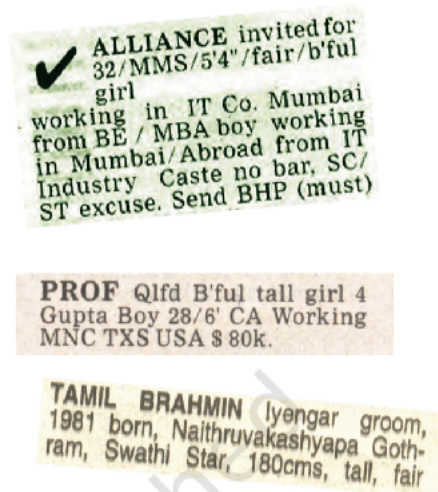 ALLIANCE invited for
32/MMS/5'4"/fair/b'ful
girl
working in IT Co. Mumbai
from BE / MBA boy working
in Mumbai/Abroad from IT
Industry Caste no bar, SC/
ST excuse. Send BHP (must)
PROF Qlfd B'ful tall girl 4
Gupta Boy 28/6' CA Working
MNC TXS USA $ 80k.
TAMIL BRAHMIN Iyengar groom,
1981 born, Naithruvakashyapa Goth-
ram, Swathi Star, 180cms, tall, fair